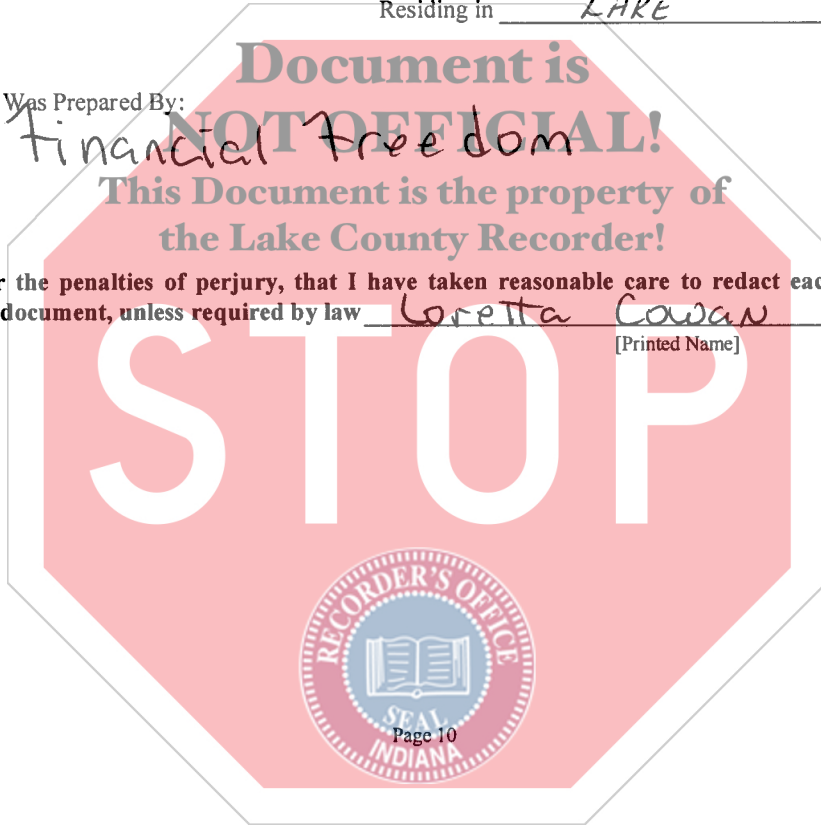 Residing in LAKE
Document is
Was Prepared By:
NOT OFFICIAL!
Financial Freedom
This Document is the property of
the Lake County Recorder!
r the penalties of perjury, that I have taken reasonable care to redact eac
document, unless required by law Loretta Cowan
[Printed Name]
STOP
RECORDER'S OFFICE
SEAL
Page 10
INDIANA